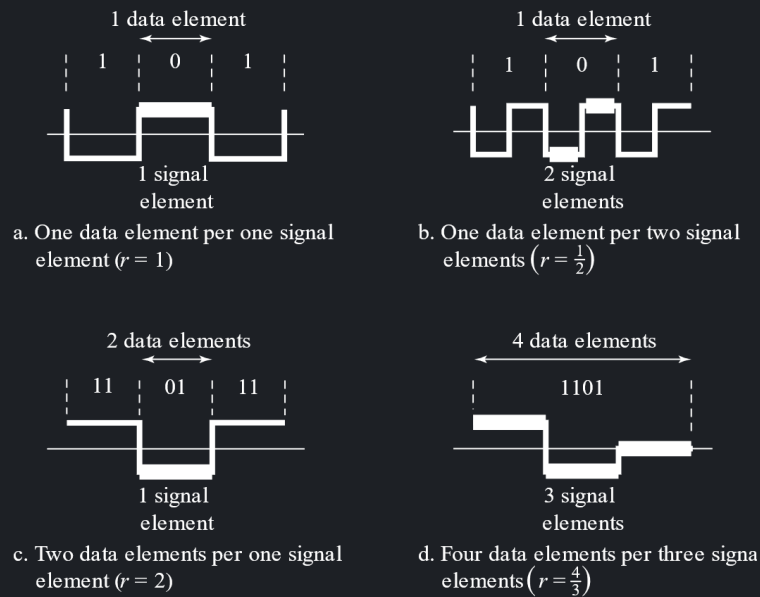 1 data element
1 0 1
1 signal
element
a. One data element per one signal
element (r = 1)
1 data element
1 0 1
2 signal
elements
b. One data element per two signal
elements (r = 1/2)
2 data elements
11 01 11
1 signal
element
c. Two data elements per one signal
element (r = 2)
4 data elements
1101
3 signal
elements
d. Four data elements per three signa
elements (r = 4/3)